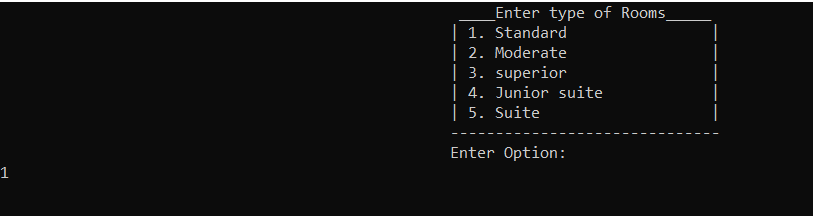 ____Enter type of Rooms_____
| 1. Standard                |
| 2. Moderate                |
| 3. superior                |
| 4. Junior suite            |
| 5. Suite                   |
------------------------------
Enter Option:
1